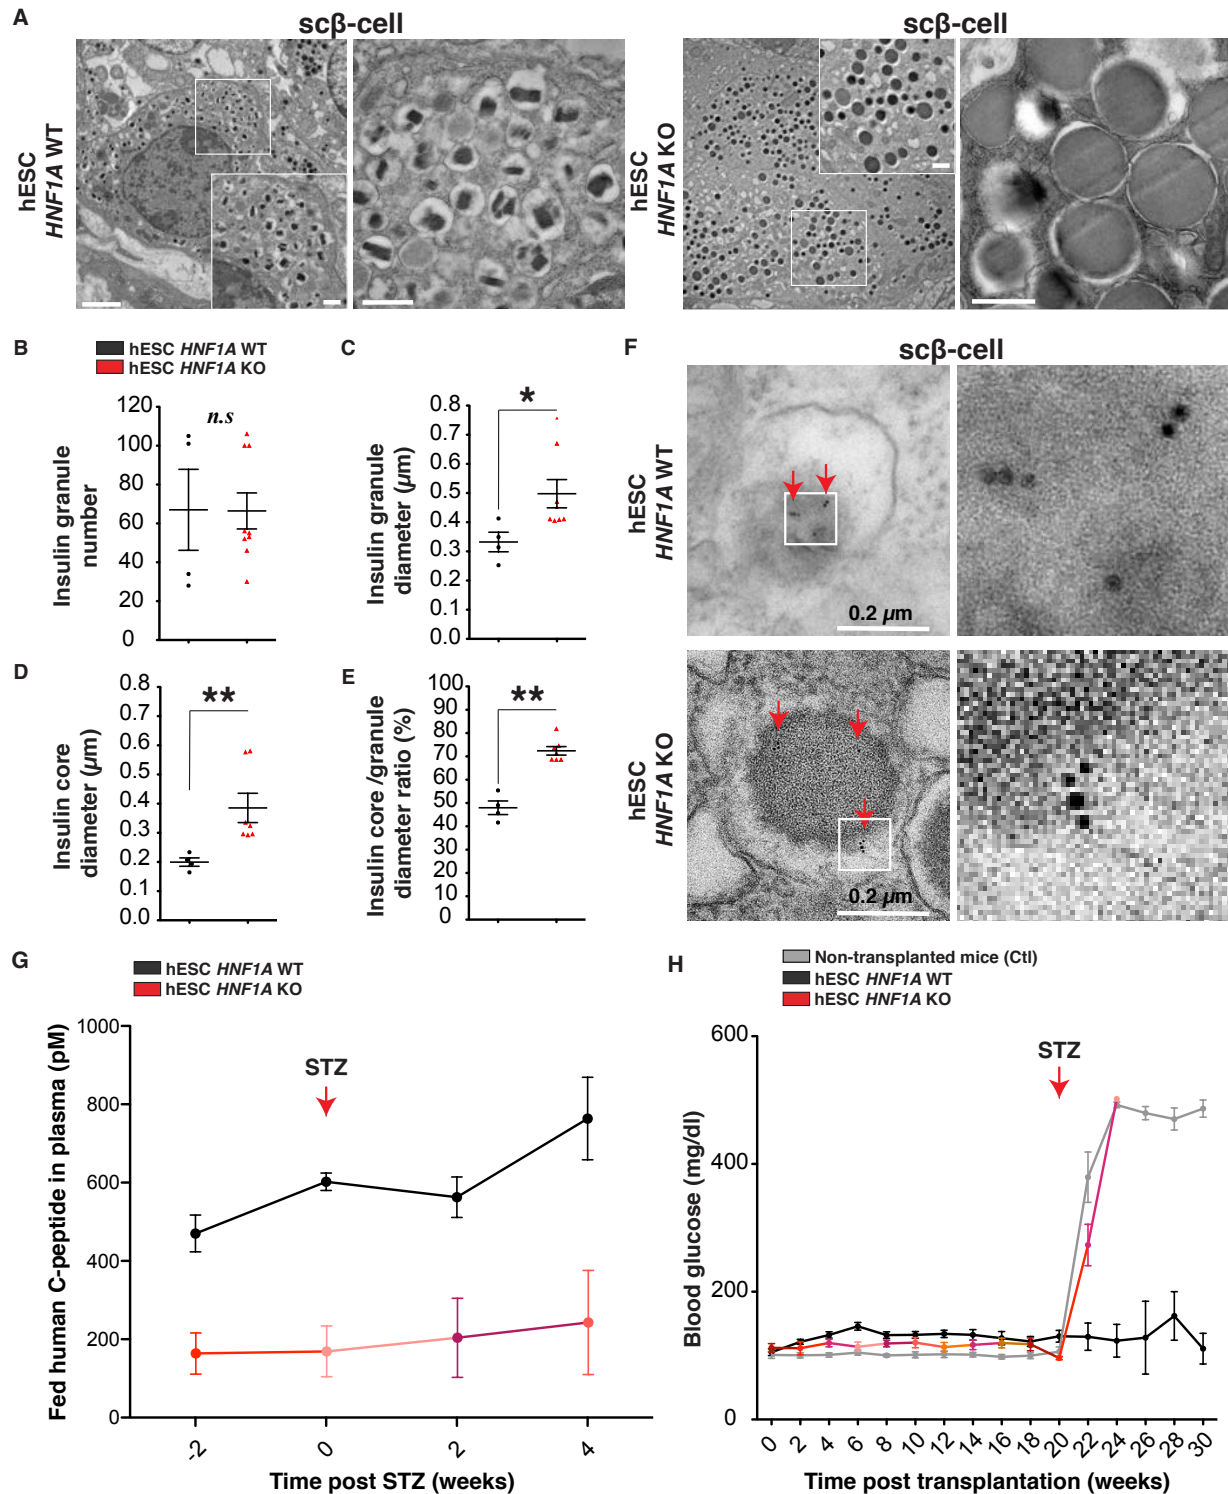 A
scβ-cell
scβ-cell
hESC
HNF1A WT
hESC
HNF1A KO
B
hESC HNF1A WT
hESC HNF1A KO
n.s
Insulin granule
number
120
100
80
60
40
20
0
C
*
Insulin granule
diameter (μm)
0.8
0.7
0.6
0.5
0.4
0.3
0.2
0.1
0.0
D
**
Insulin core
diameter (μm)
0.8
0.7
0.6
0.5
0.4
0.3
0.2
0.1
0.0
E
**
Insulin core /granule
diameter ratio (%)
100
90
80
70
60
50
40
30
20
10
0
F
scβ-cell
hESC
HNF1A WT
0.2 μm
hESC
HNF1A KO
0.2 μm
G
hESC HNF1A WT
hESC HNF1A KO
STZ
Fed human C-peptide in plasma (pM)
1000
800
600
400
200
0
-2
0
2
4
Time post STZ (weeks)
H
Non-transplanted mice (Ctl)
hESC HNF1A WT
hESC HNF1A KO
STZ
Blood glucose (mg/dl)
600
400
200
0
0
2
4
6
8
10
12
14
16
18
20
22
24
26
28
30
Time post transplantation (weeks)